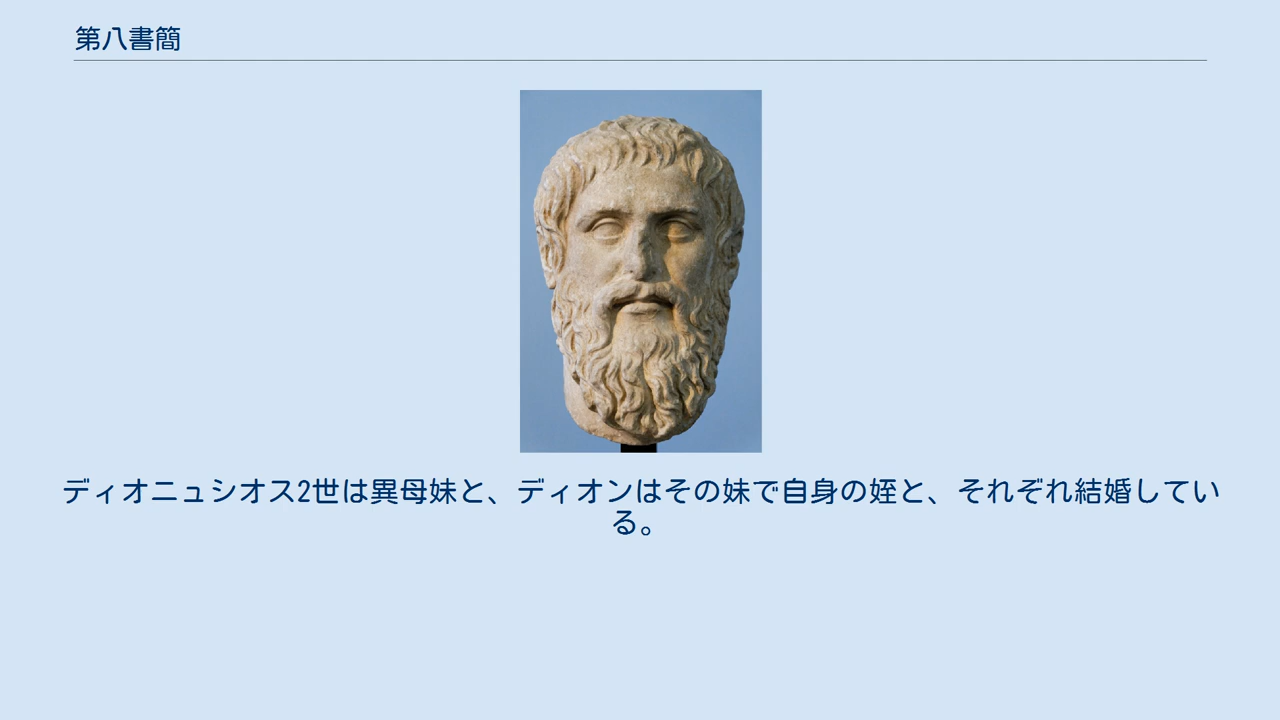 第八書簡
ディオニュシオス2世は異母妹と、ディオンはその妹で自身の姪と、それぞれ結婚してい
る。